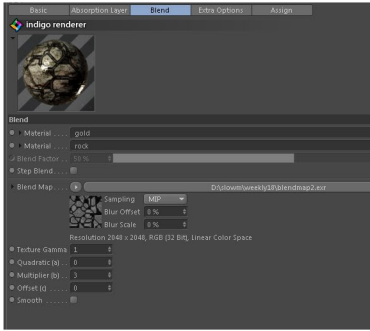 Basic Absorption Layer Blend Extra Options Assign
indigo renderer
Blend
Material . . . . gold
Material . . . . rock
Blend Factor . . 50 %
Step Blend . . .
Blend Map . . . . D:\slowm\weekly18\blendmap2.exr
Sampling MIP
Blur Offset 0 %
Blur Scale 0 %
Resolution 2048 x 2048, RGB (32 Bit), Linear Color Space
Texture Gamma 1
Quadratic (a) . . 0
Multiplier (b) . . 3
Offset (c) . . . . . 0
Smooth . . . . . .